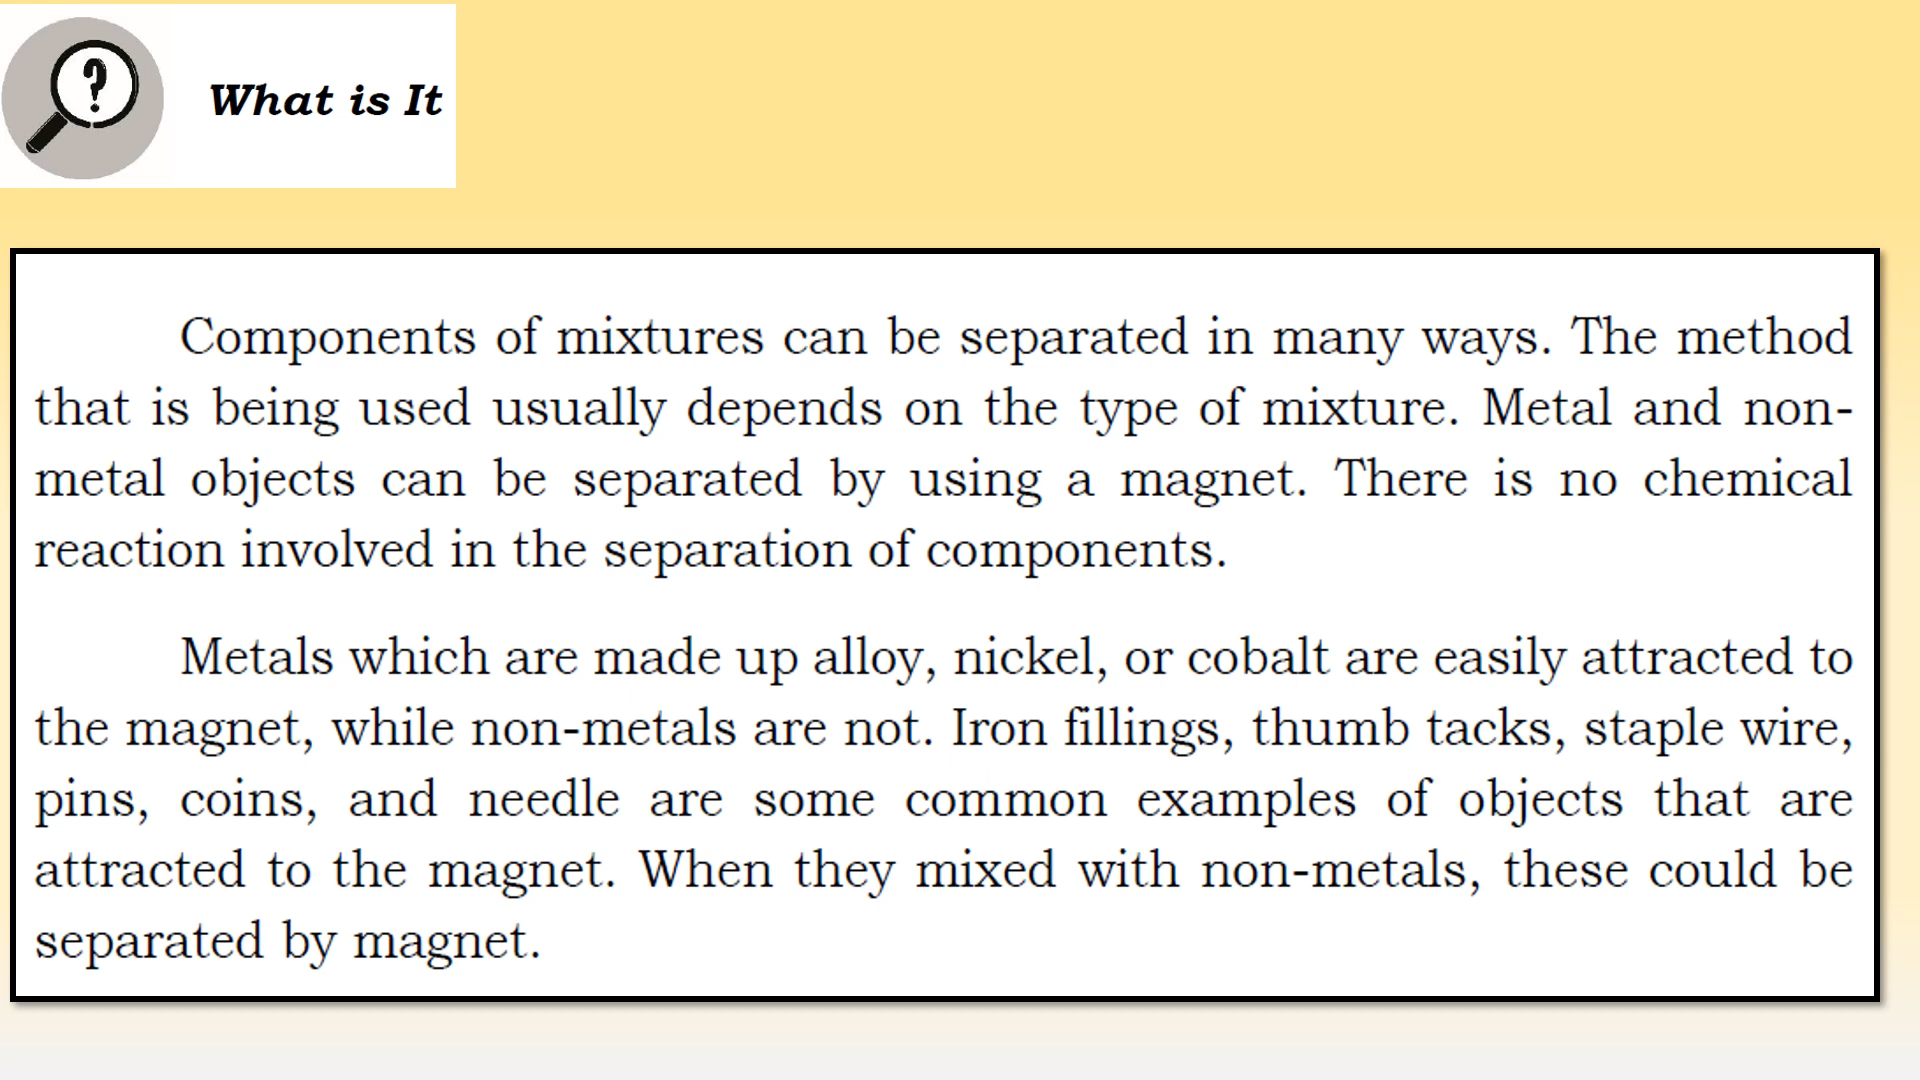 ?
What is It
Components of mixtures can be separated in many ways. The method
that is being used usually depends on the type of mixture. Metal and non-
metal objects can be separated by using a magnet. There is no chemical
reaction involved in the separation of components.
Metals which are made up alloy, nickel, or cobalt are easily attracted to
the magnet, while non-metals are not. Iron fillings, thumb tacks, staple wire,
pins, coins, and needle are some common examples of objects that are
attracted to the magnet. When they mixed with non-metals, these could be
separated by magnet.